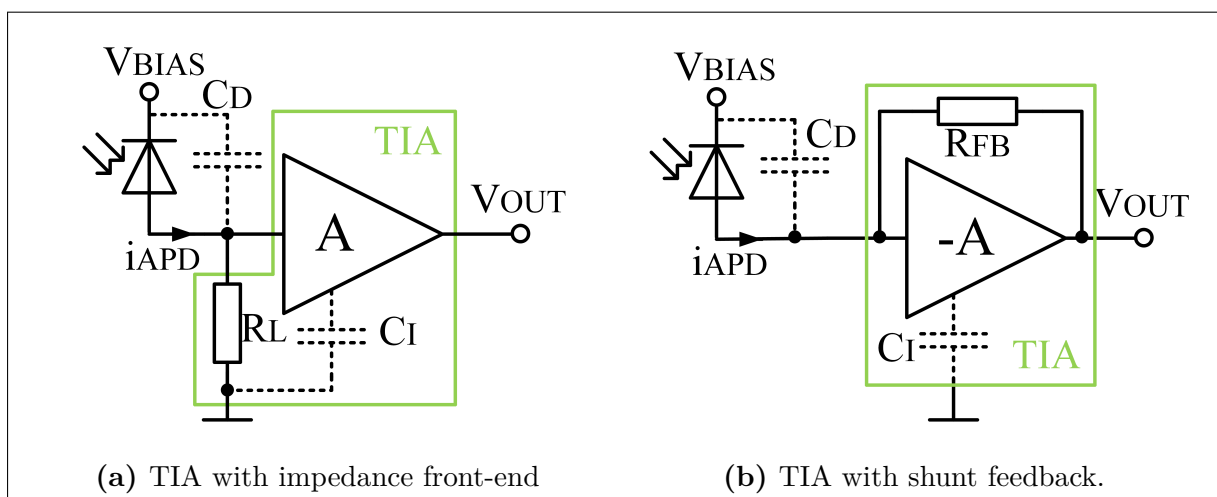 VBIAS
CD
TIA
A
VOUT
iAPD
RL
CI
(a) TIA with impedance front-end
VBIAS
CD
RFB
-A
VOUT
iAPD
CI
TIA
(b) TIA with shunt feedback.